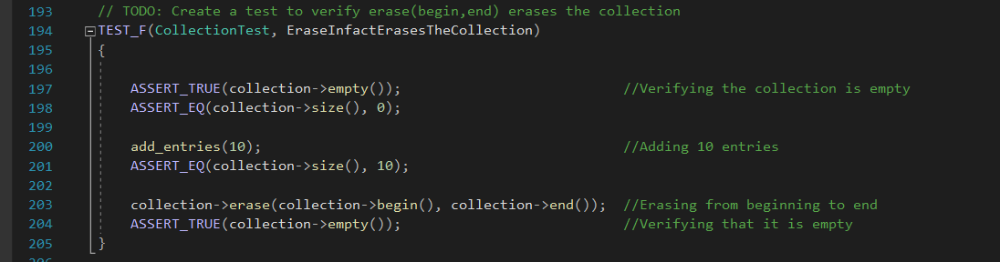 193 // TODO: Create a test to verify erase(begin,end) erases the collection
194 TEST_F(CollectionTest, EraseInfactErasesTheCollection)
195 {
196
197 ASSERT_TRUE(collection->empty()); //Verifying the collection is empty
198 ASSERT_EQ(collection->size(), 0);
199
200 add_entries(10); //Adding 10 entries
201 ASSERT_EQ(collection->size(), 10);
202
203 collection->erase(collection->begin(), collection->end()); //Erasing from beginning to end
204 ASSERT_TRUE(collection->empty()); //Verifying that it is empty
205 }